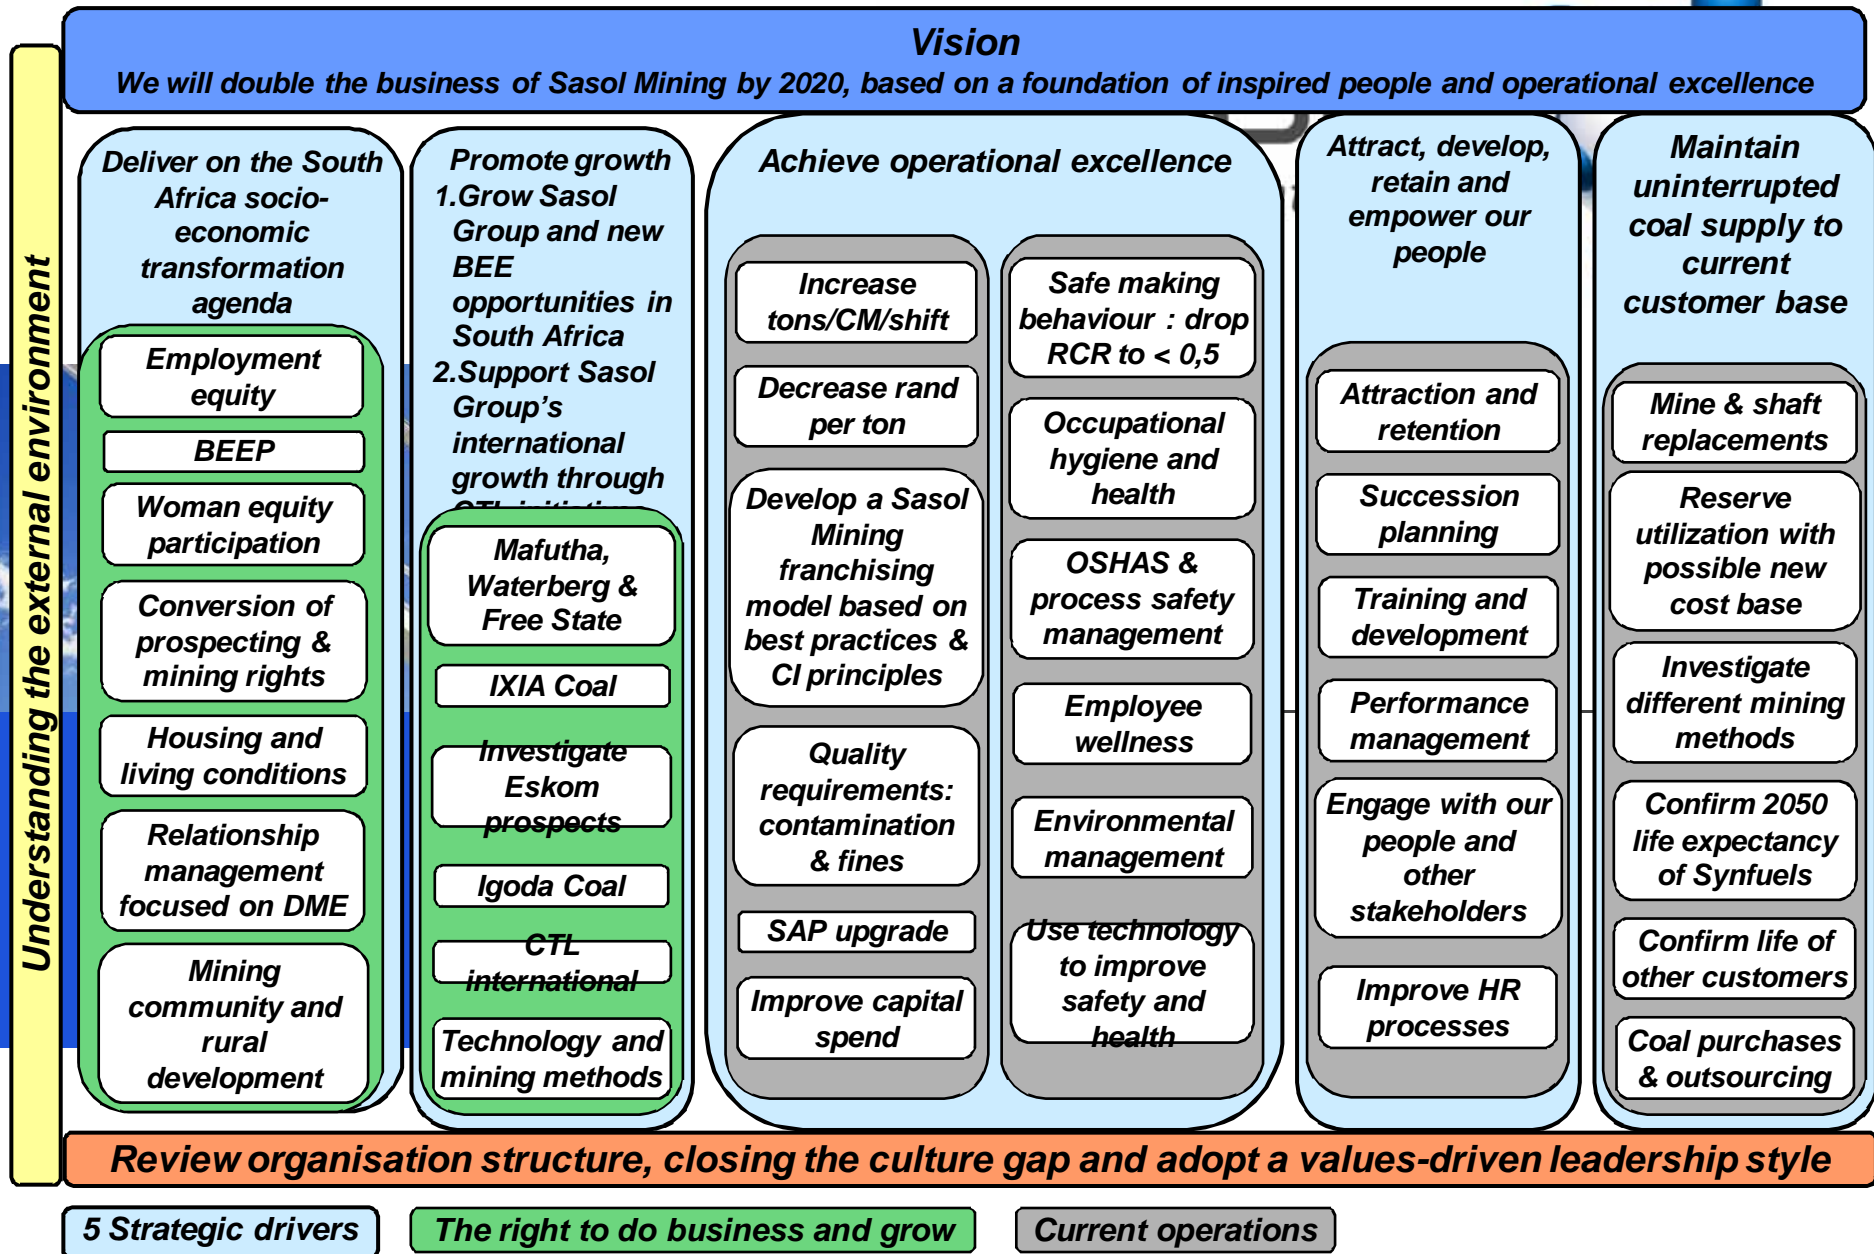 Vision
We will double the business of Sasol Mining by 2020, based on a foundation of inspired people and operational excellence
Understanding the external environment
Deliver on the South
Africa socio-
economic
transformation
agenda
Employment
equity
BEEP
Woman equity
participation
Conversion of
prospecting &
mining rights
Housing and
living conditions
Relationship
management
focused on DME
Mining
community and
rural
development
Promote growth
1.Grow Sasol
Group and new
BEE
opportunities in
South Africa
2.Support Sasol
Group’s
international
growth through
CTL initiatives
Mafutha,
Waterberg &
Free State
IXIA Coal
Investigate
Eskom
prospects
Igoda Coal
CTL
international
Technology and
mining methods
Achieve operational excellence
Increase
tons/CM/shift
Decrease rand
per ton
Develop a Sasol
Mining
franchising
model based on
best practices &
CI principles
Quality
requirements:
contamination
& fines
SAP upgrade
Improve capital
spend
Safe making
behaviour : drop
RCR to < 0,5
Occupational
hygiene and
health
OSHAS &
process safety
management
Employee
wellness
Environmental
management
Use technology
to improve
safety and
health
Attract, develop,
retain and
empower our
people
Attraction and
retention
Succession
planning
Training and
development
Performance
management
Engage with our
people and
other
stakeholders
Improve HR
processes
Maintain
uninterrupted
coal supply to
current
customer base
Mine & shaft
replacements
Reserve
utilization with
possible new
cost base
Investigate
different mining
methods
Confirm 2050
life expectancy
of Synfuels
Confirm life of
other customers
Coal purchases
& outsourcing
Review organisation structure, closing the culture gap and adopt a values-driven leadership style
5 Strategic drivers
The right to do business and grow
Current operations